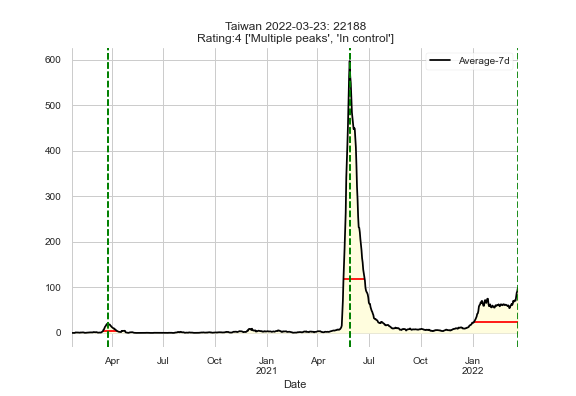 Taiwan 2022-03-23: 22188
Rating:4 ['Multiple peaks', 'In control']
Average-7d
600
500
400
300
200
100
0
Apr Jul Oct Jan Apr Jul Oct Jan
2021 2022
Date